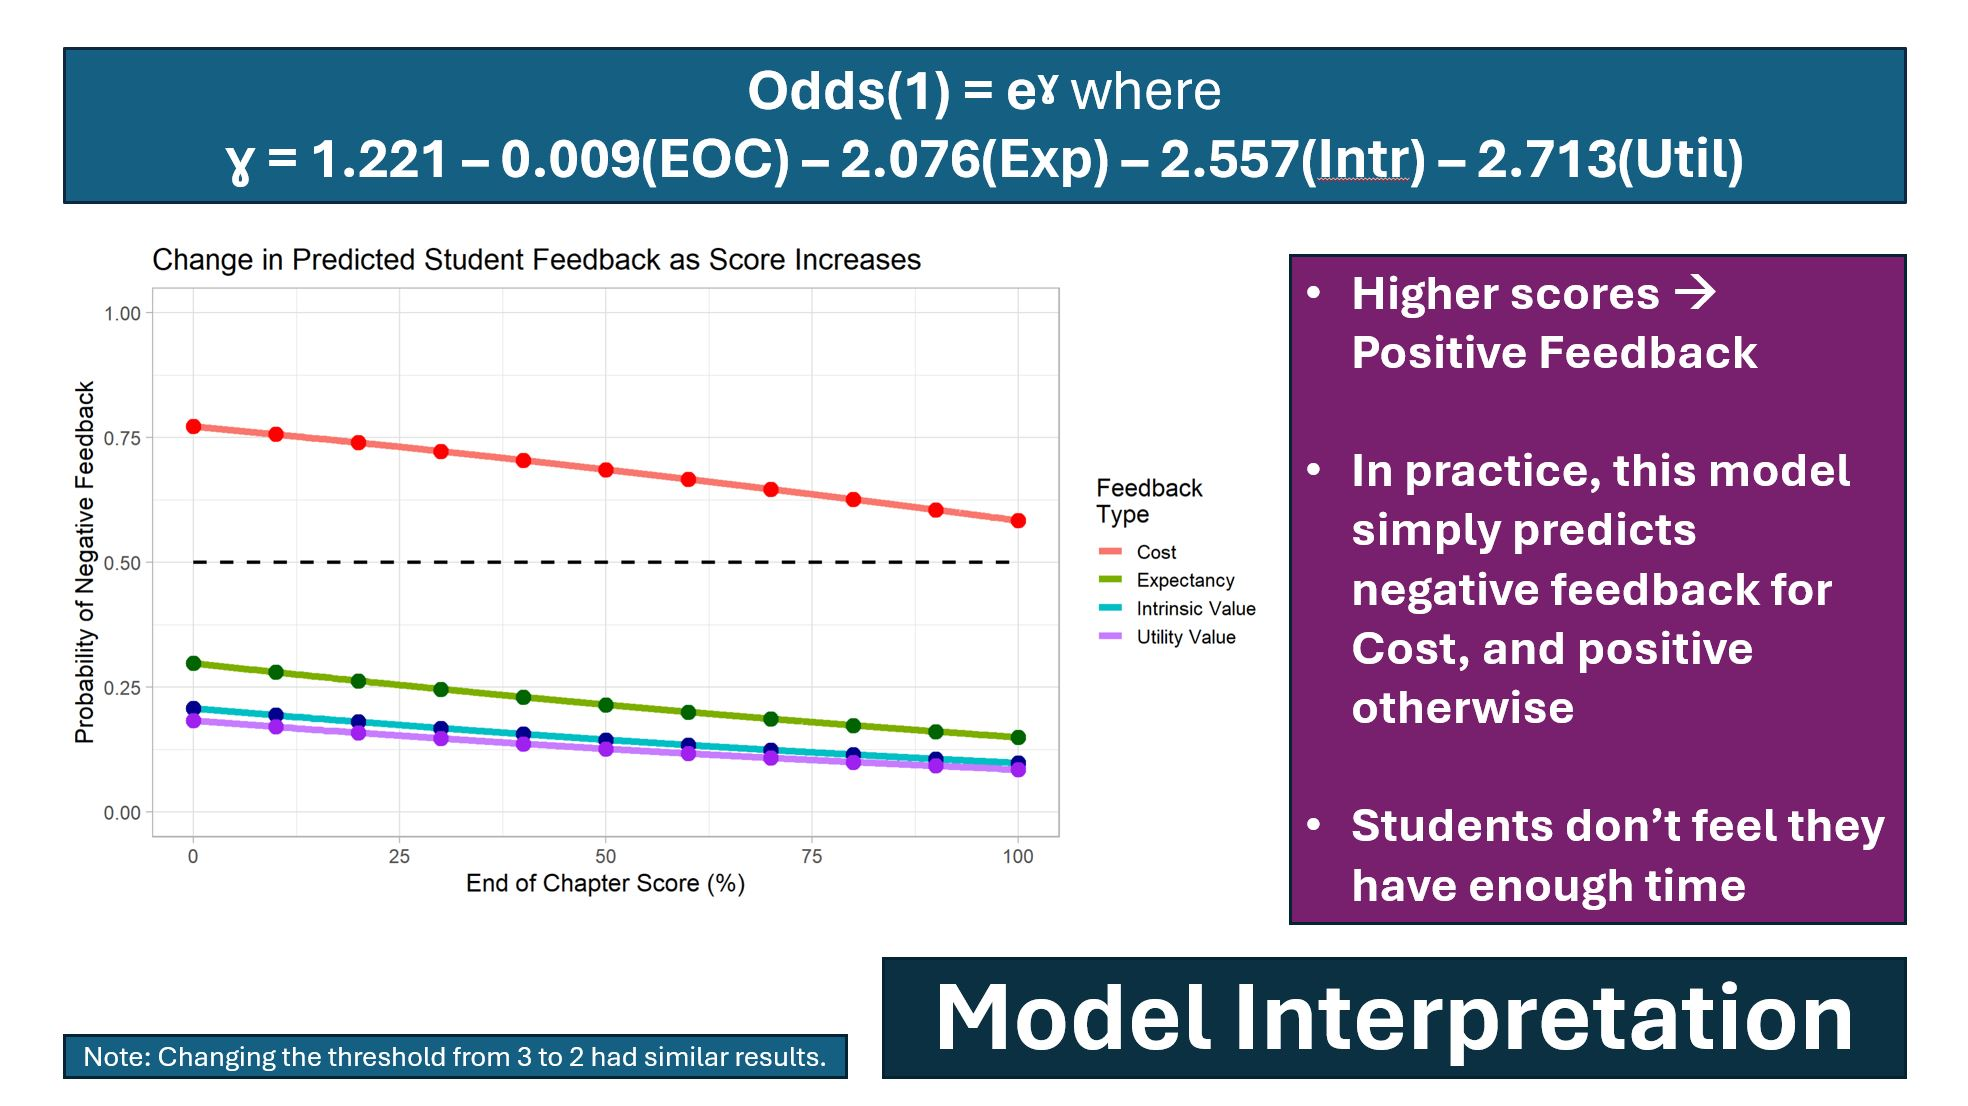 Odds(1) = eˠ where
ɣ = 1.221 – 0.009(EOC) – 2.076(Exp) – 2.557(Intr) – 2.713(Util)
Change in Predicted Student Feedback as Score Increases
Probability of Negative Feedback
1.00
0.75
0.50
0.25
0.00
0 25 50 75 100
End of Chapter Score (%)
Feedback
Type
Cost
Expectancy
Intrinsic Value
Utility Value
• Higher scores →
Positive Feedback
• In practice, this model
simply predicts
negative feedback for
Cost, and positive
otherwise
• Students don’t feel they
have enough time
Model Interpretation
Note: Changing the threshold from 3 to 2 had similar results.